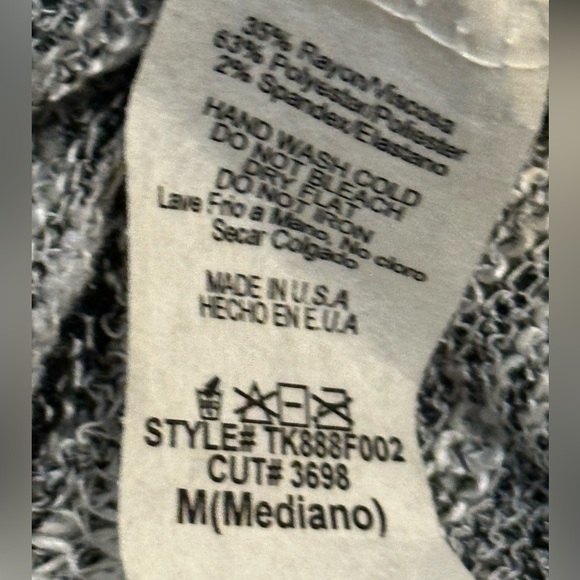 35% Rayon/Viscosa
63% Polyester/Poliester
2% Spandex/Elastano
HAND WASH COLD
DO NOT BLEACH
DRY FLAT
DO NOT IRON
Lave Frio a Mano, No cloro
Secar Colgado
MADE IN U.S.A
HECHO EN E.U.A
STYLE# TK888F002
CUT# 3698
M(Mediano)